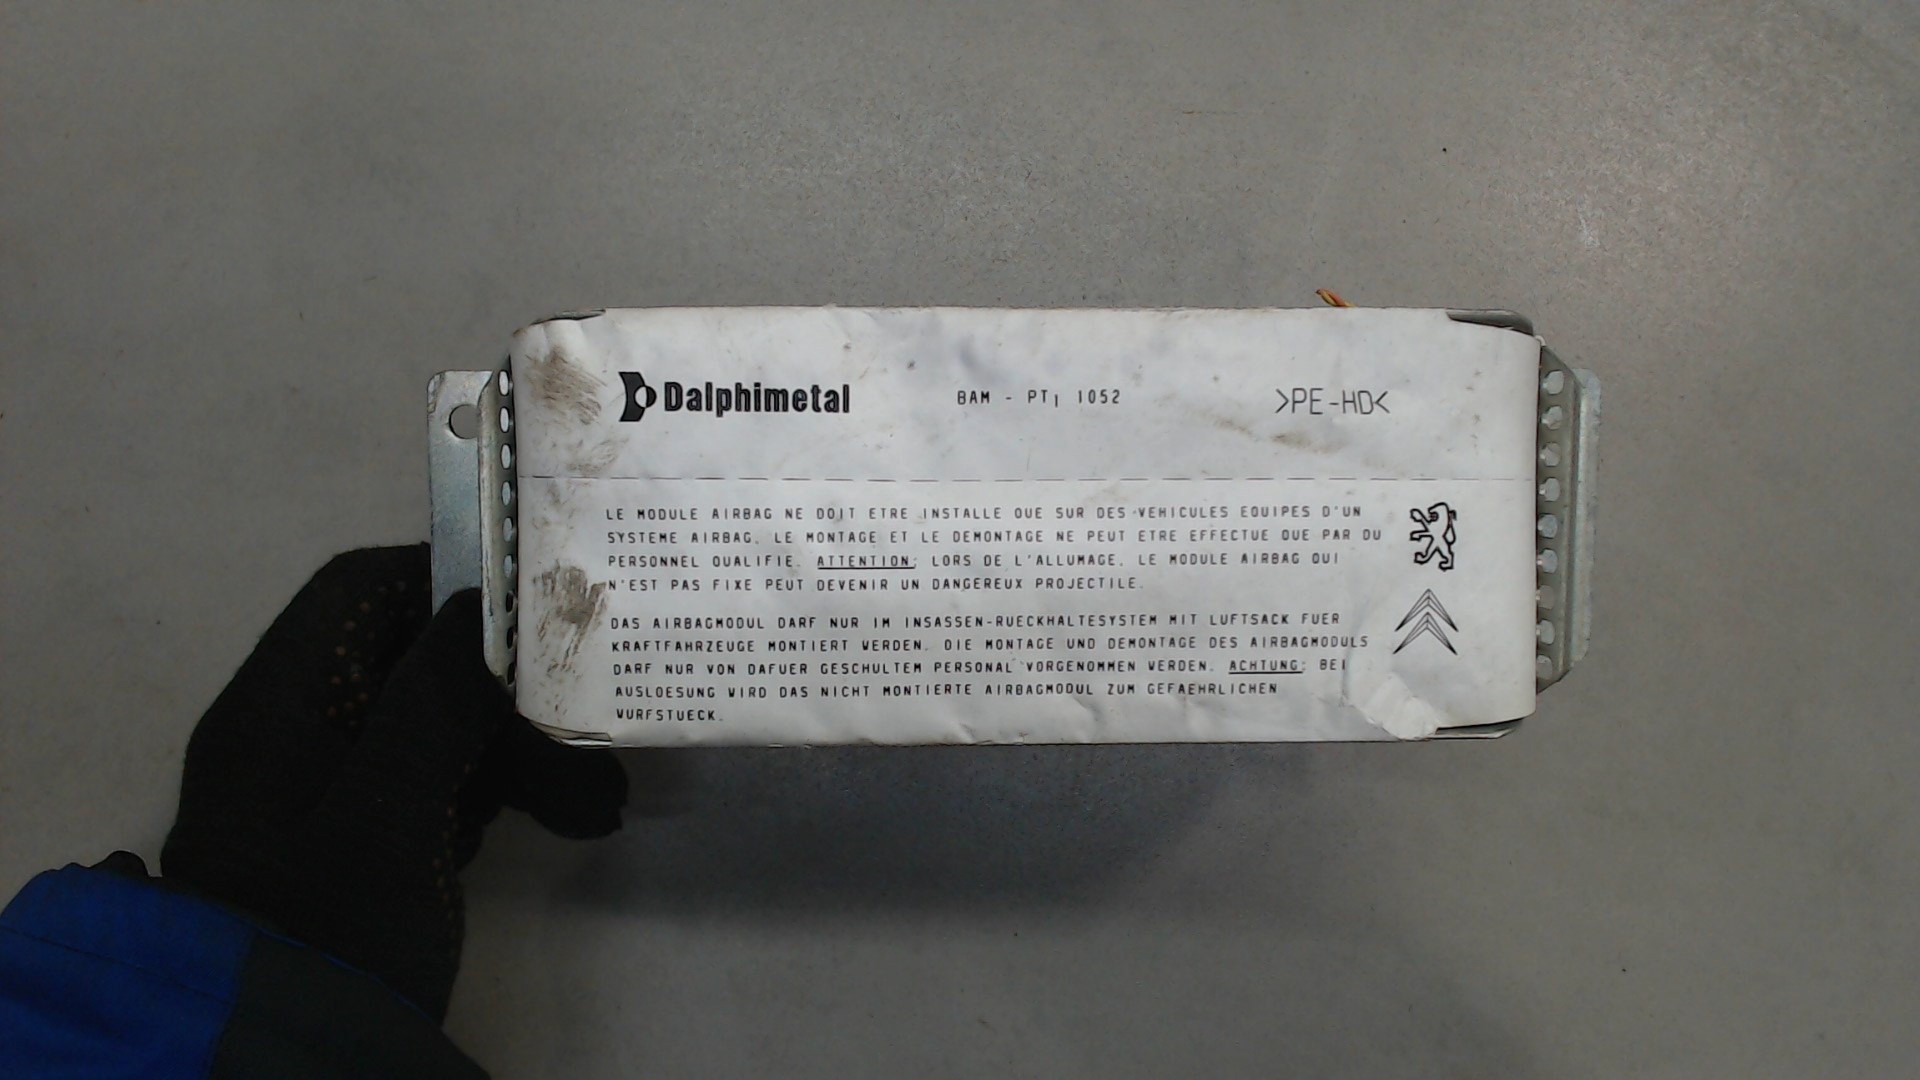 Dalphimetal BAM - PT1 1052 >PE-HD<
LE MODULE AIRBAG NE DOIT ETRE INSTALLE QUE SUR DES VEHICULES EQUIPES D'UN
SYSTEME AIRBAG. LE MONTAGE ET LE DEMONTAGE NE PEUT ETRE EFFECTUE QUE PAR DU
PERSONNEL QUALIFIE. ATTENTION: LORS DE L'ALLUMAGE, LE MODULE AIRBAG QUI
N'EST PAS FIXE PEUT DEVENIR UN DANGEREUX PROJECTILE.
DAS AIRBAGMODUL DARF NUR IM INSASSEN-RUECKHALTESYSTEM MIT LUFTSACK FUER
KRAFTFAHRZEUGE MONTIERT WERDEN. DIE MONTAGE UND DEMONTAGE DES AIRBAGMODULS
DARF NUR VON DAFUER GESCHULTEM PERSONAL VORGENOMMEN WERDEN. ACHTUNG: BEI
AUSLOESUNG WIRD DAS NICHT MONTIERTE AIRBAGMODUL ZUM GEFAEHRLICHEN
WURFSTUECK.